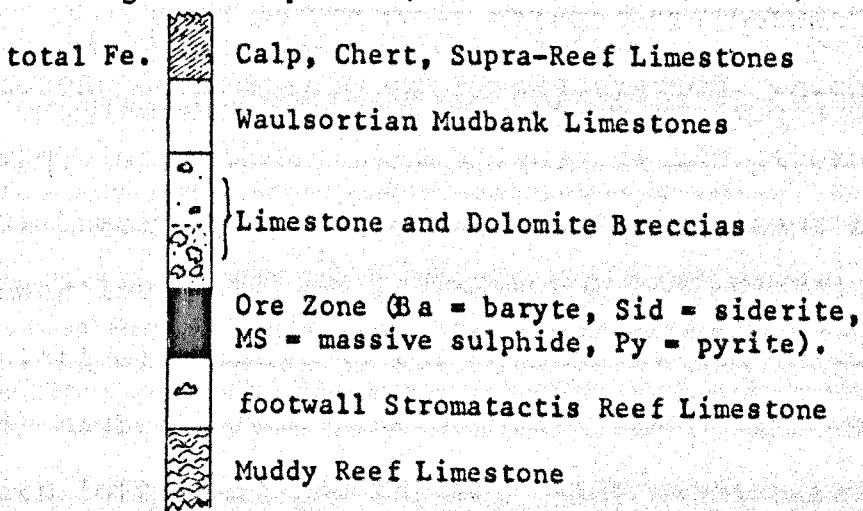 total Fe.
Calp, Chert, Supra-Reef Limestones
Waulsortian Mudbank Limestones
Limestone and Dolomite Breccias
Ore Zone (Ba = baryte, Sid = siderite,
MS = massive sulphide, Py = pyrite).
footwall Stromatactis Reef Limestone
Muddy Reef Limestone